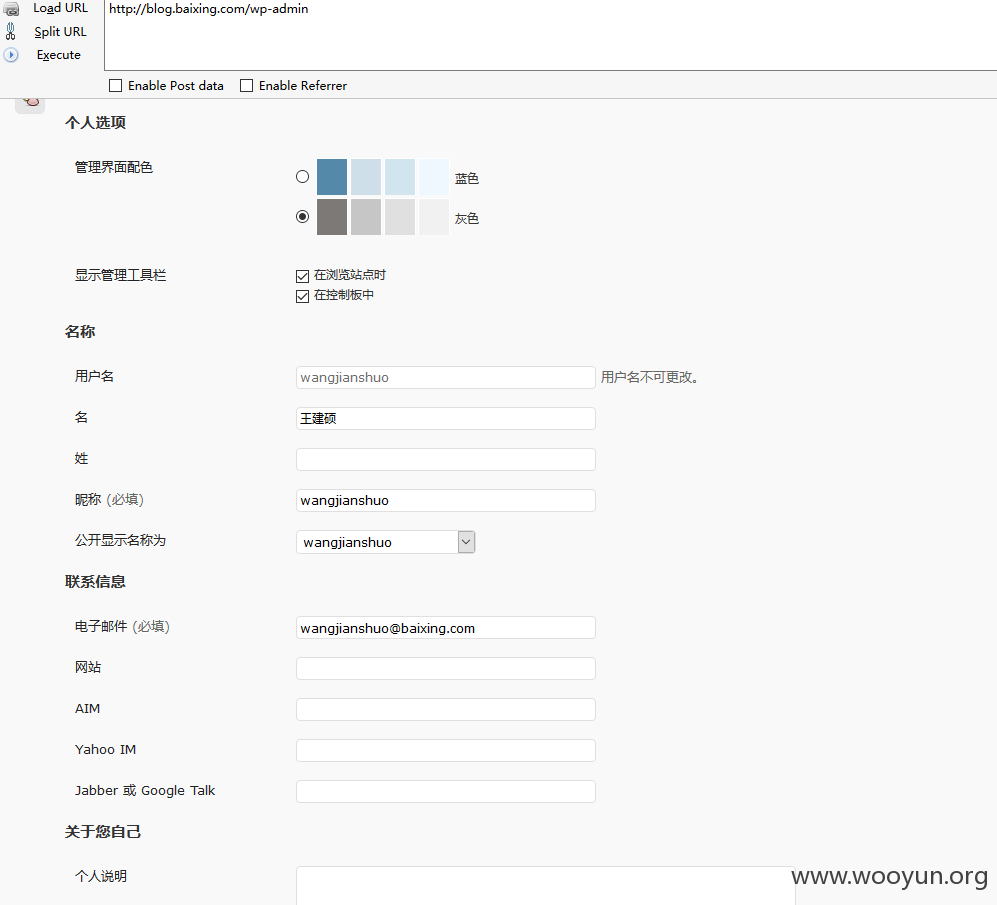 Load URL
http://blog.baixing.com/wp-admin
Split URL
Execute
Enable Post data Enable Referrer
个人选项
管理界面配色
蓝色
灰色
显示管理工具栏
在浏览站点时
在控制板中
名称
用户名 wangjianshuo 用户名不可更改。
名 王建硕
姓
昵称 (必填) wangjianshuo
公开显示名称为 wangjianshuo
联系信息
电子邮件 (必填) wangjianshuo@baixing.com
网站
AIM
Yahoo IM
Jabber 或 Google Talk
关于您自己
个人说明
www.wooyun.org